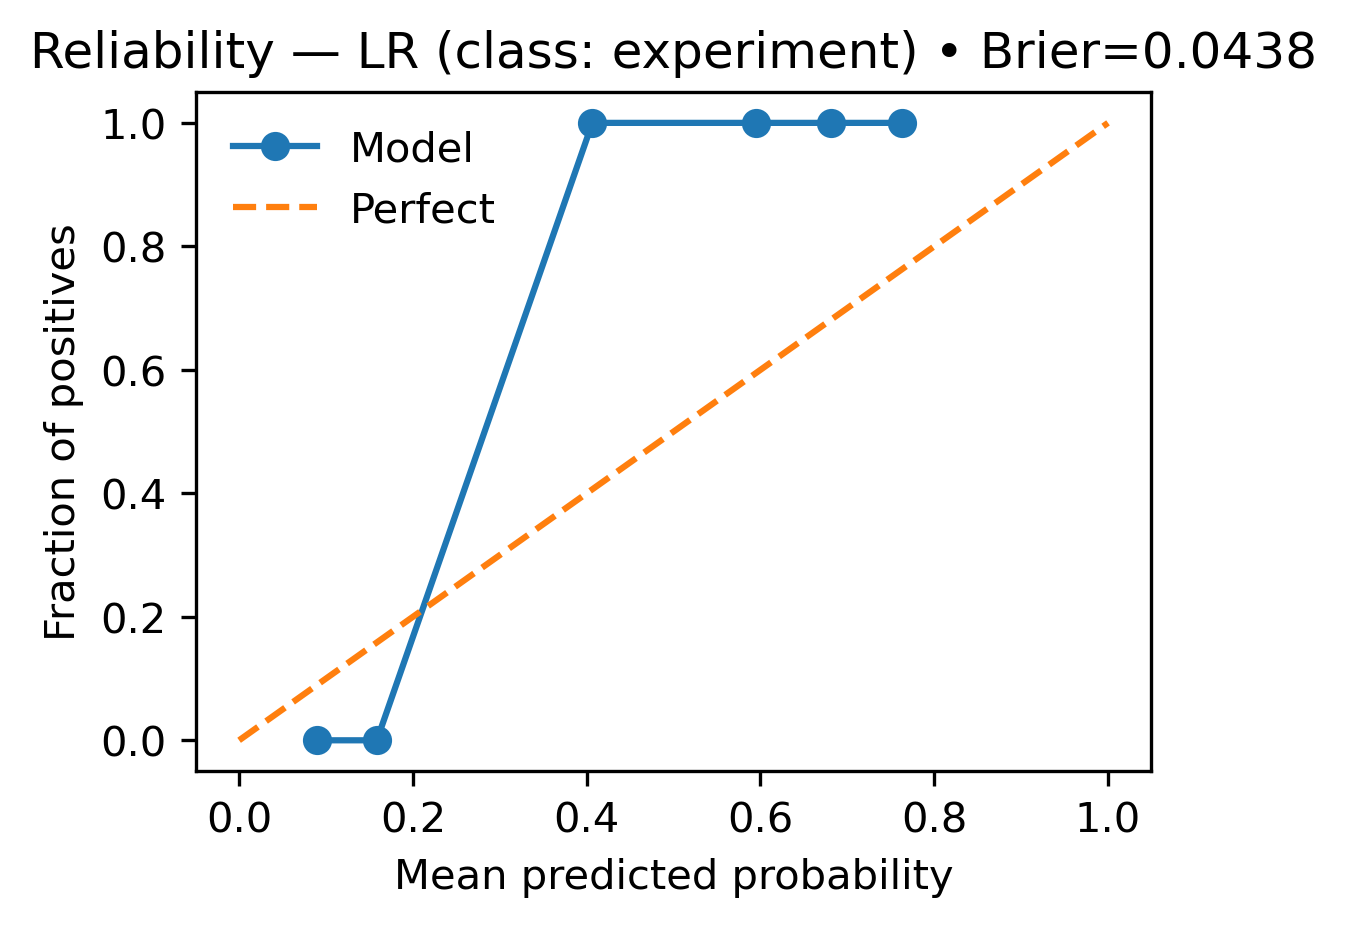 Reliability — LR (class: experiment) • Brier=0.0438
Model
Perfect
1.0
0.8
0.6
0.4
0.2
0.0
Fraction of positives
0.0 0.2 0.4 0.6 0.8 1.0
Mean predicted probability